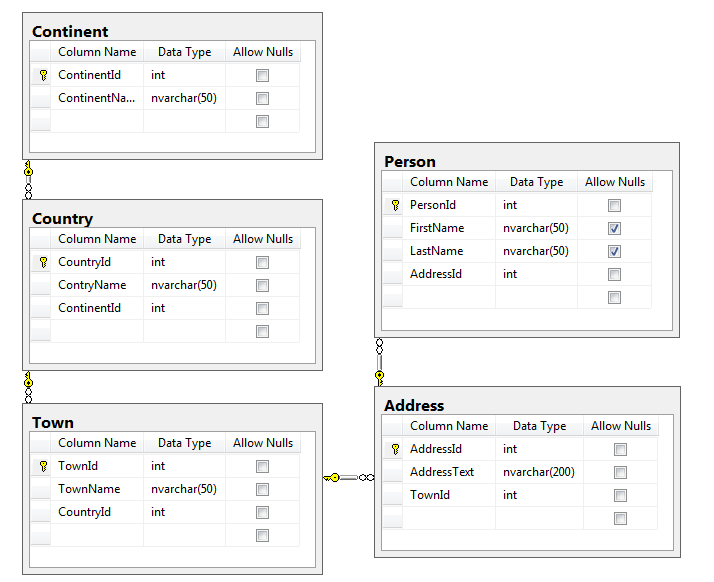 Continent
Column Name Data Type Allow Nulls
ContinentId int
ContinentNa... nvarchar(50)
Country
Column Name Data Type Allow Nulls
CountryId int
ContryName nvarchar(50)
ContinentId int
Town
Column Name Data Type Allow Nulls
TownId int
TownName nvarchar(50)
CountryId int
Person
Column Name Data Type Allow Nulls
PersonId int
FirstName nvarchar(50)
LastName nvarchar(50)
AddressId int
Address
Column Name Data Type Allow Nulls
AddressId int
AddressText nvarchar(200)
TownId int